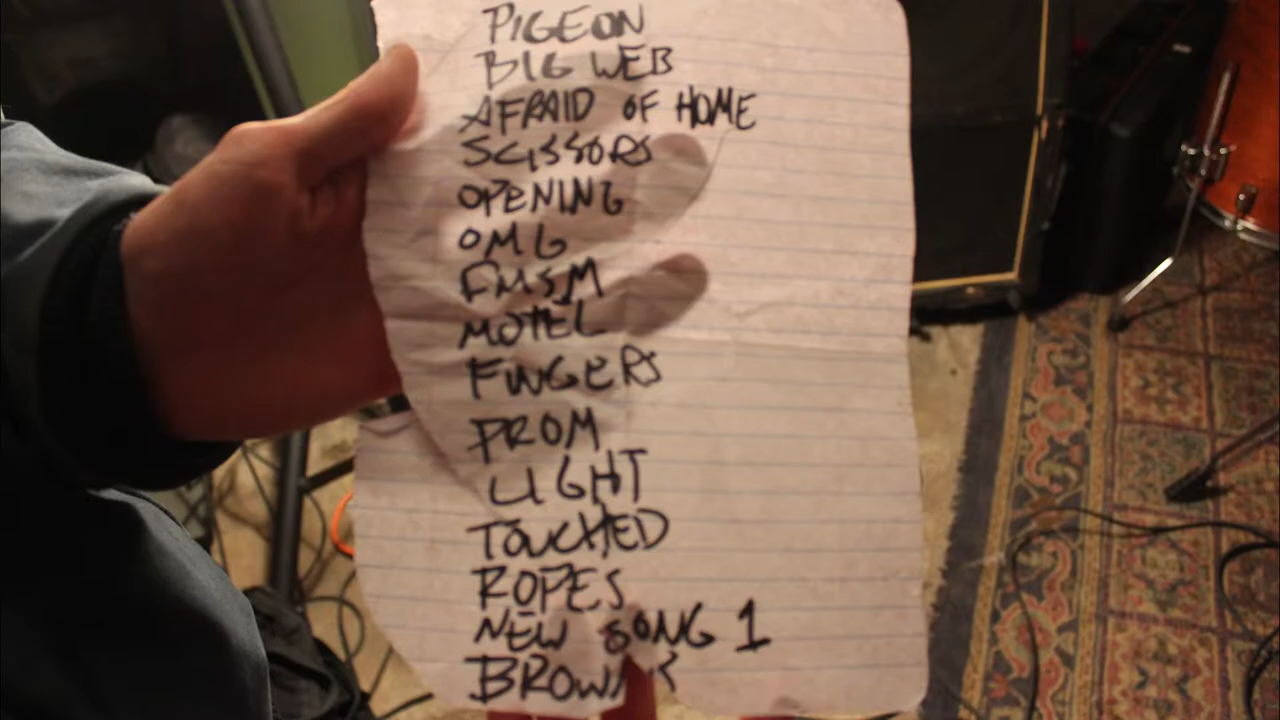 PIGEON
BIG WEB
AFRAID OF HOME
SCISSORS
OPENING
OMG
FMSM
MOTEL
FINGERS
PROM
LIGHT
TOUCHED
ROPES
NEW SONG 1